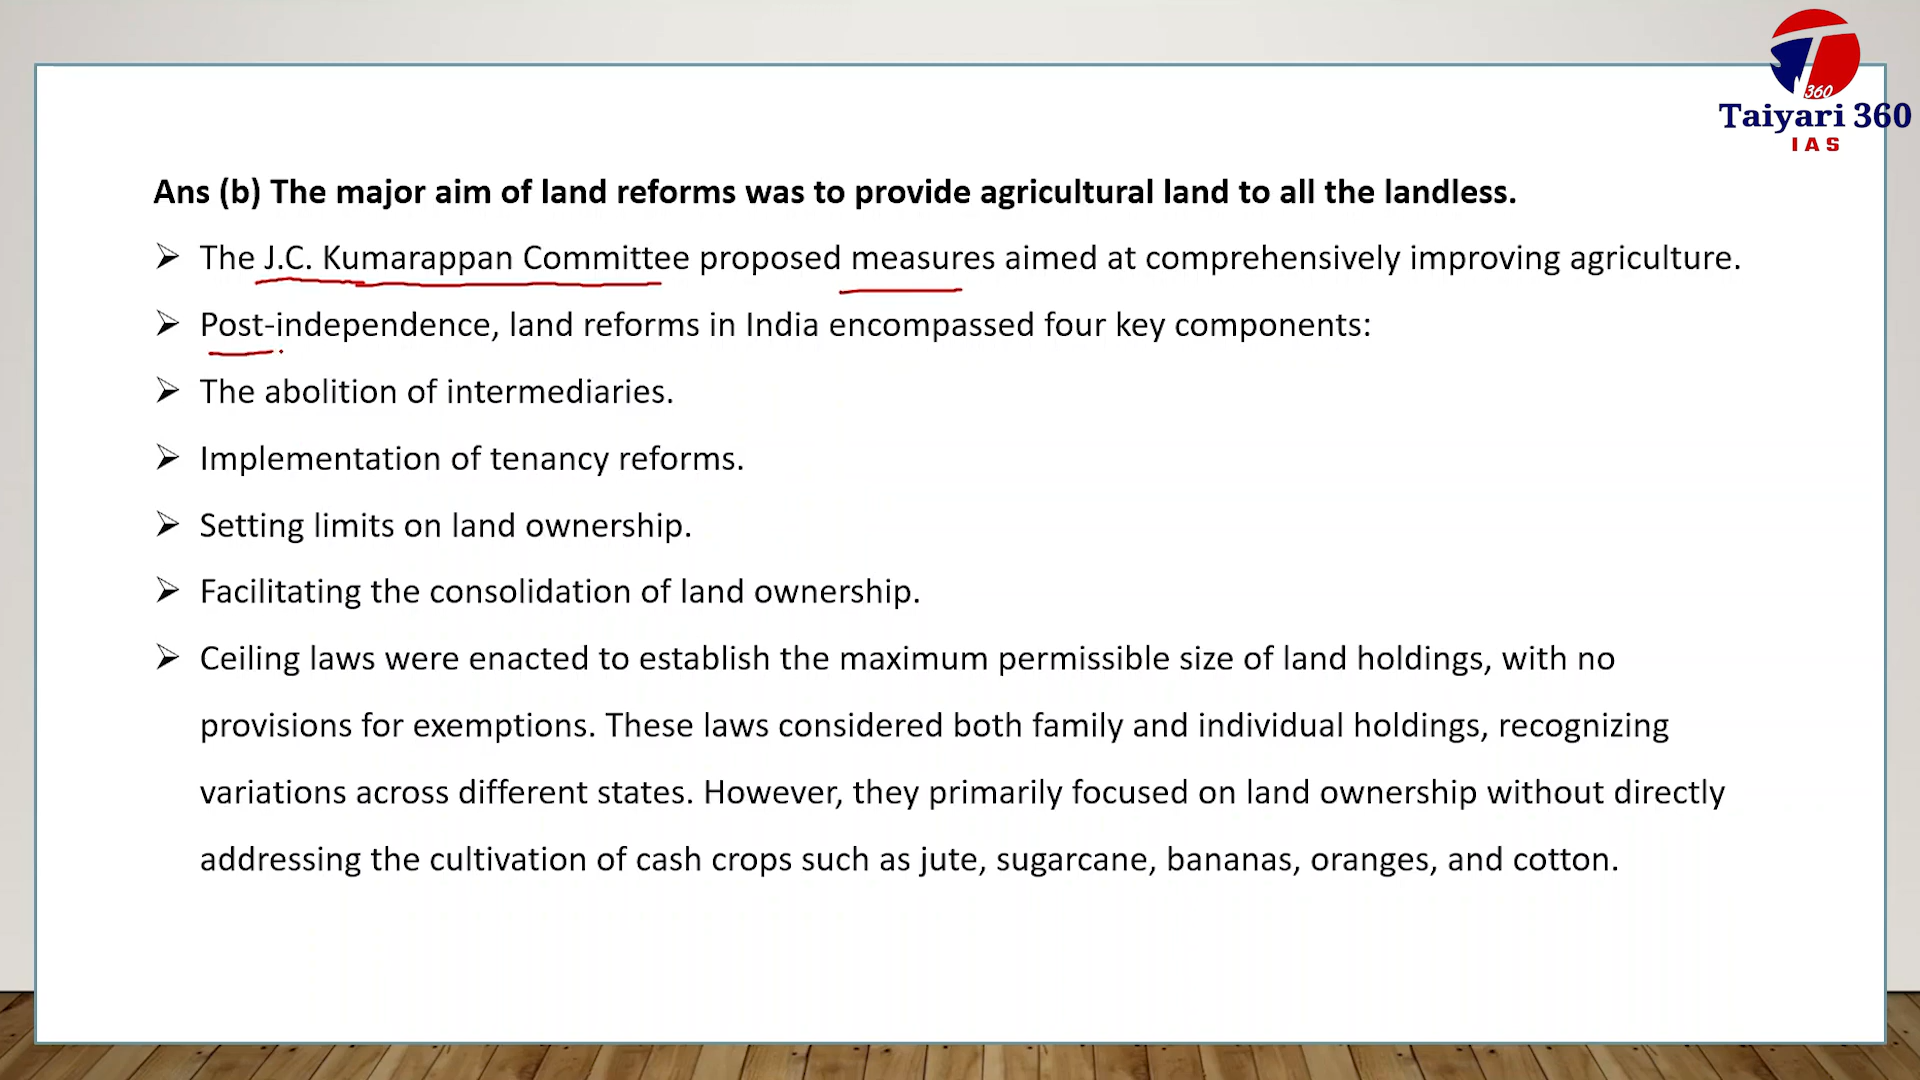 360
Taiyari 360
IAS
Ans (b) The major aim of land reforms was to provide agricultural land to all the landless.
➢ The J.C. Kumarappan Committee proposed measures aimed at comprehensively improving agriculture.
➢ Post-independence, land reforms in India encompassed four key components:
➢ The abolition of intermediaries.
➢ Implementation of tenancy reforms.
➢ Setting limits on land ownership.
➢ Facilitating the consolidation of land ownership.
➢ Ceiling laws were enacted to establish the maximum permissible size of land holdings, with no
provisions for exemptions. These laws considered both family and individual holdings, recognizing
variations across different states. However, they primarily focused on land ownership without directly
addressing the cultivation of cash crops such as jute, sugarcane, bananas, oranges, and cotton.